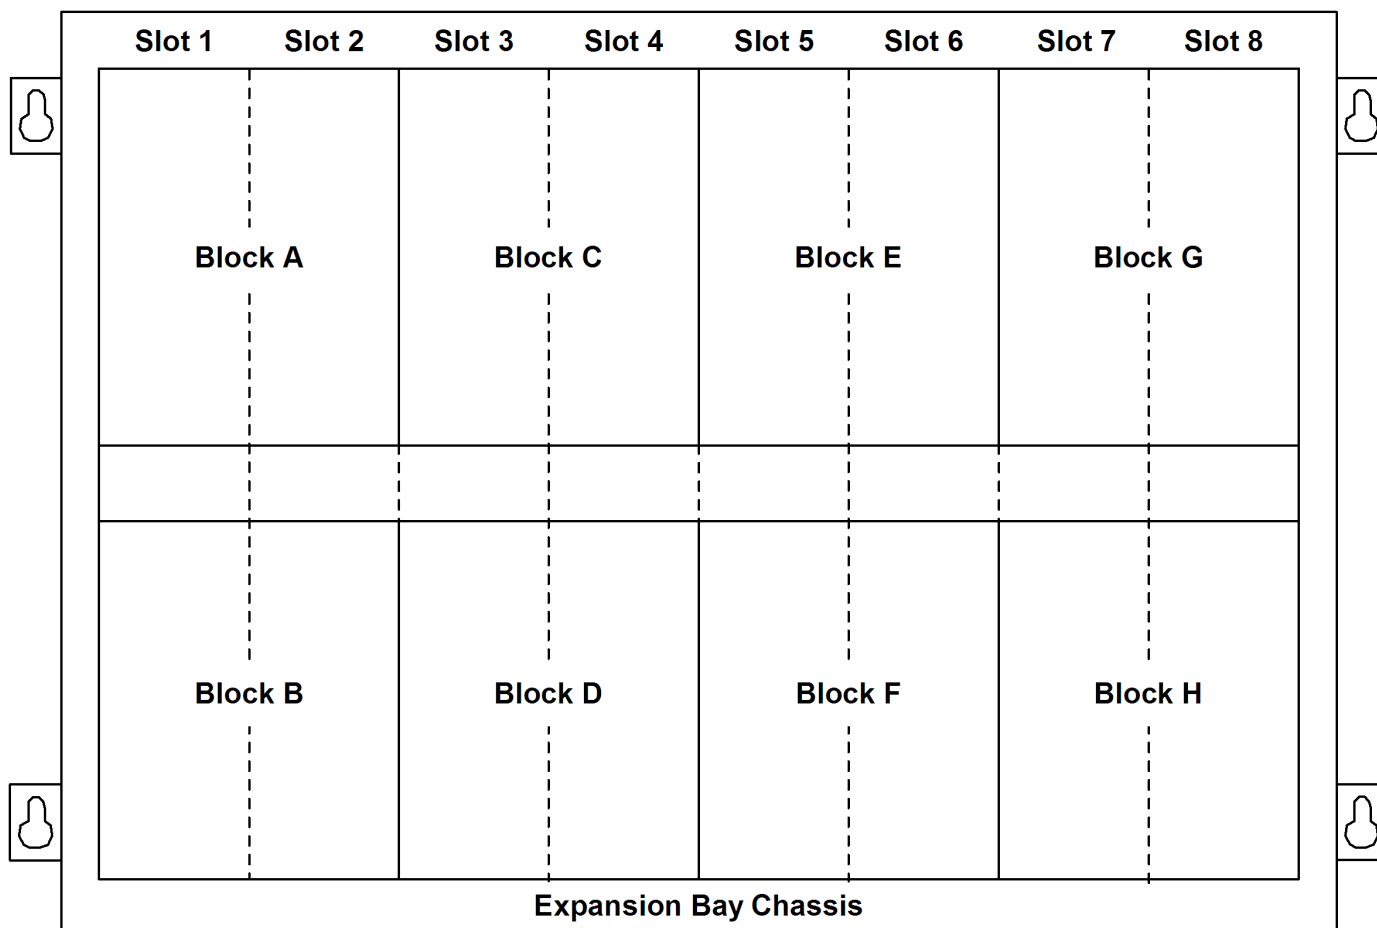 Slot 1 Slot 2 Slot 3 Slot 4 Slot 5 Slot 6 Slot 7 Slot 8
Block A Block C Block E Block G
Block B Block D Block F Block H
Expansion Bay Chassis